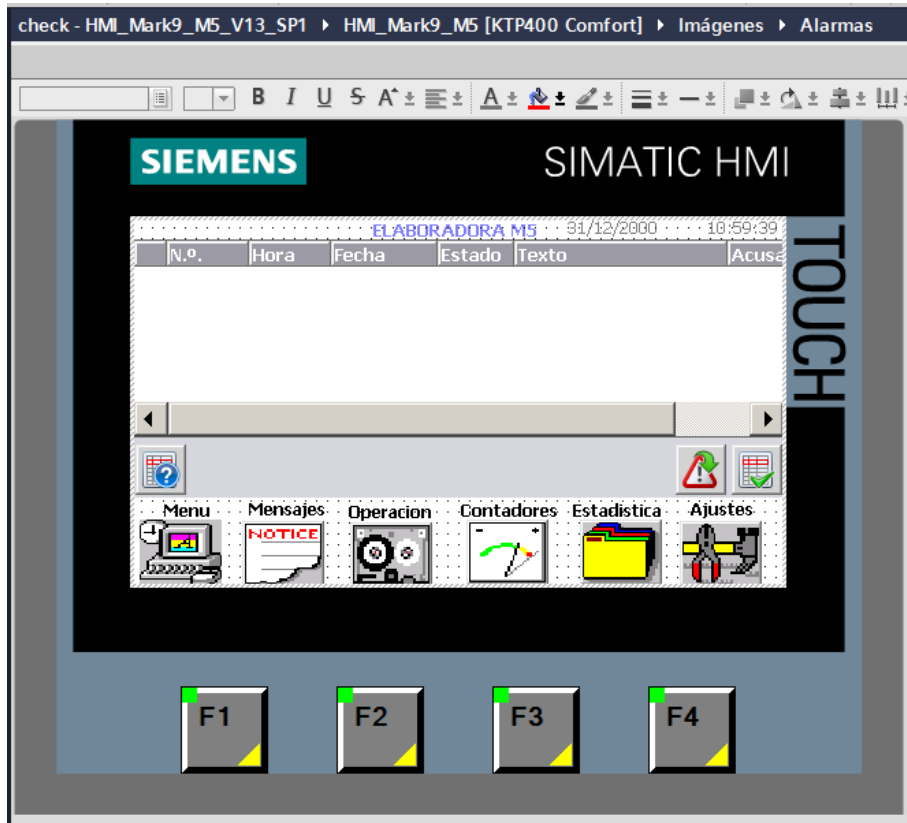 check - HMI_Mark9_M5_V13_SP1 ▸ HMI_Mark9_M5 [KTP400 Comfort] ▸ Imágenes ▸ Alarmas
B I U S A A
SIEMENS SIMATIC HMI
TOUCH
ELABORADORA M5 31/12/2000 10:59:39
N.º. Hora Fecha Estado Texto Acusa
Menu Mensajes Operacion Contadores Estadistica Ajustes
NOTICE
F1 F2 F3 F4